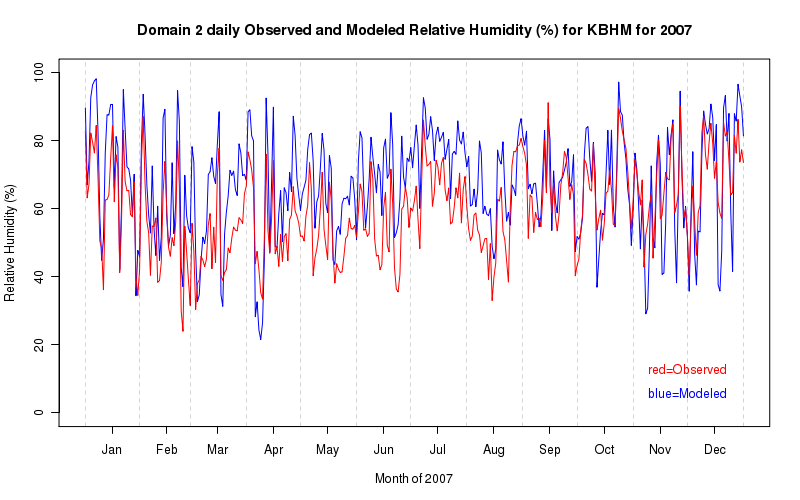 Domain 2 daily Observed and Modeled Relative Humidity (%) for KBHM for 2007
Relative Humidity (%)
100
80
60
40
20
0
red=Observed
blue=Modeled
Jan Feb Mar Apr May Jun Jul Aug Sep Oct Nov Dec
Month of 2007